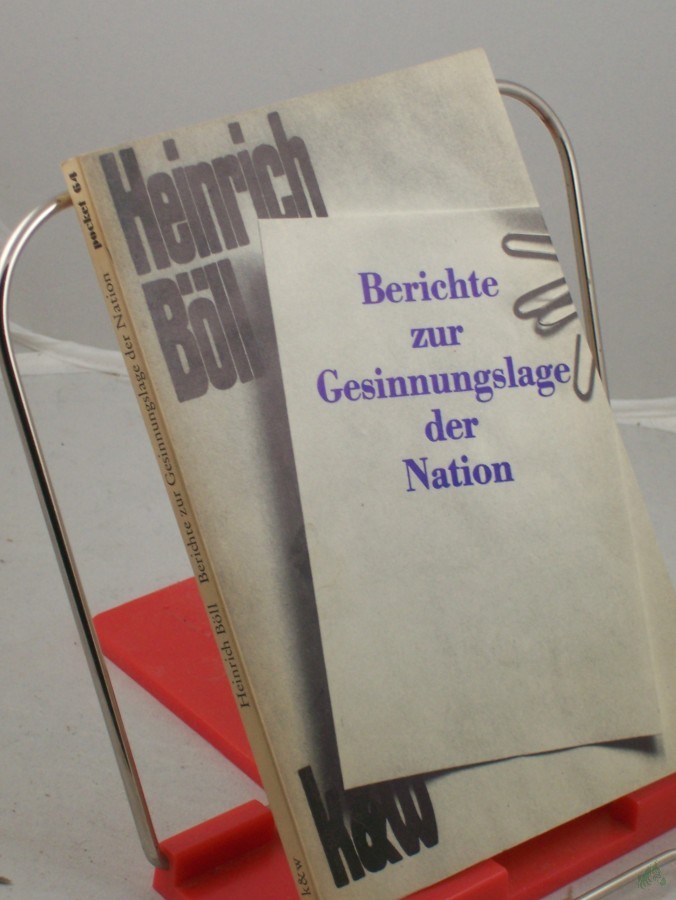 Heinrich
Böll
Berichte
zur
Gesinnungslage
der
Nation
k&w
pocket 64
Heinrich Böll Berichte zur Gesinnungslage der Nation
k&w